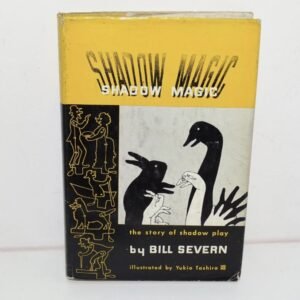 SHADOW MAGIC
SHADOW MAGIC
the story of shadow play
by BILL SEVERN
illustrated by Yukio Tashiro